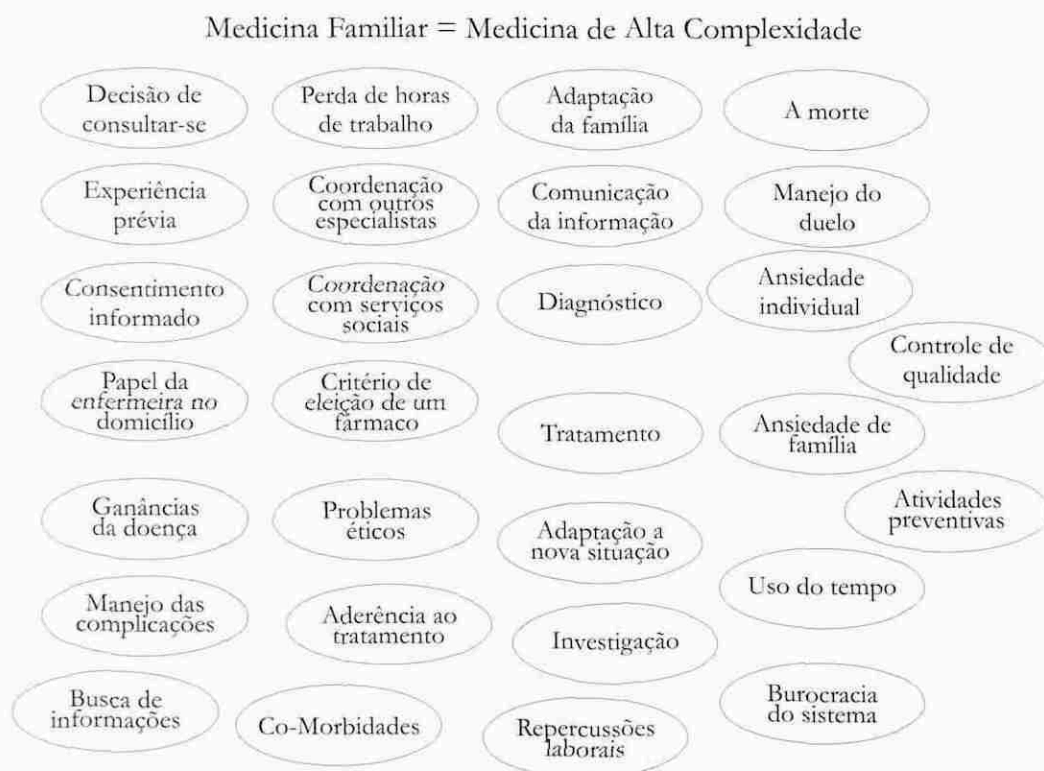 Medicina Familiar = Medicina de Alta Complexidade
Decisão de
consultar-se
Perda de horas
de trabalho
Adaptação
da família
A morte
Experiência
prévia
Coordenação
com outros
especialistas
Comunicação
da informação
Manejo do
duelo
Consentimento
informado
Coordenação
com serviços
sociais
Diagnóstico
Ansiedade
individual
Controle de
qualidade
Papel da
enfermeira no
domicílio
Critério de
eleição de um
fármaco
Tratamento
Ansiedade de
família
Ganâncias
da doença
Problemas
éticos
Adaptação a
nova situação
Atividades
preventivas
Uso do tempo
Manejo das
complicações
Aderência ao
tratamento
Investigação
Busca de
informações
Co-Morbidades
Repercussões
laborais
Burocracia
do sistema